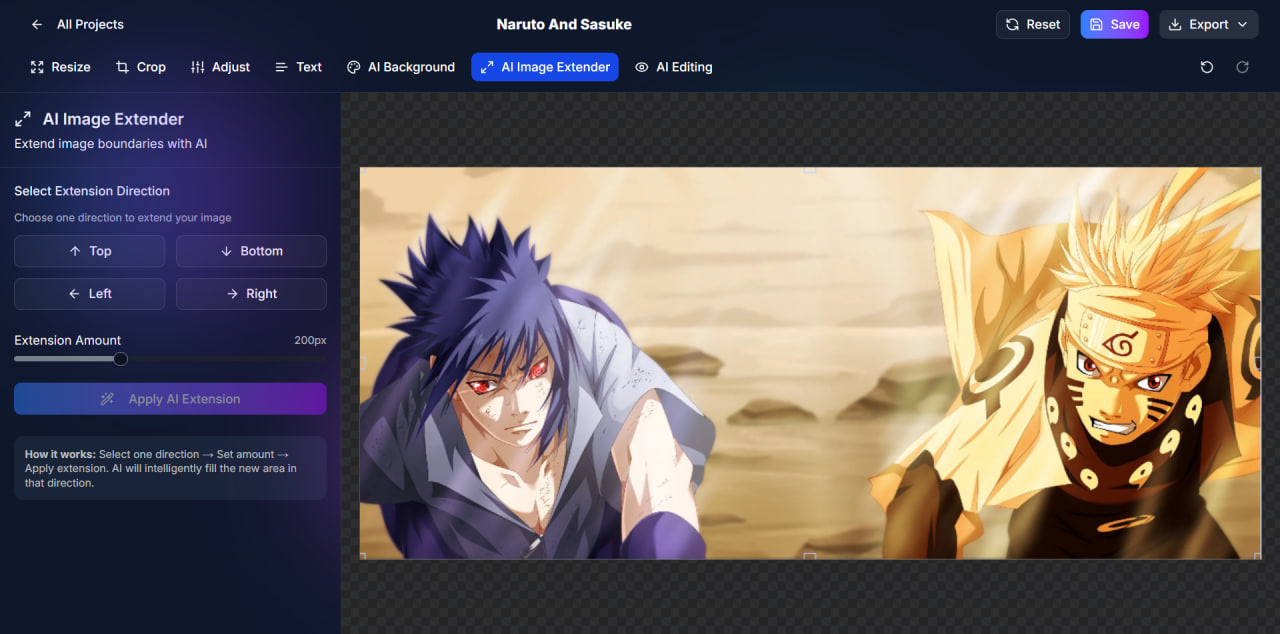 All Projects
Naruto And Sasuke
Reset
Save
Export
Resize
Crop
Adjust
Text
AI Background
AI Image Extender
AI Editing
AI Image Extender
Extend image boundaries with AI
Select Extension Direction
Choose one direction to extend your image
Top
Bottom
Left
Right
Extension Amount
200px
Apply AI Extension
How it works: Select one direction → Set amount →
Apply extension. AI will intelligently fill the new area in
that direction.